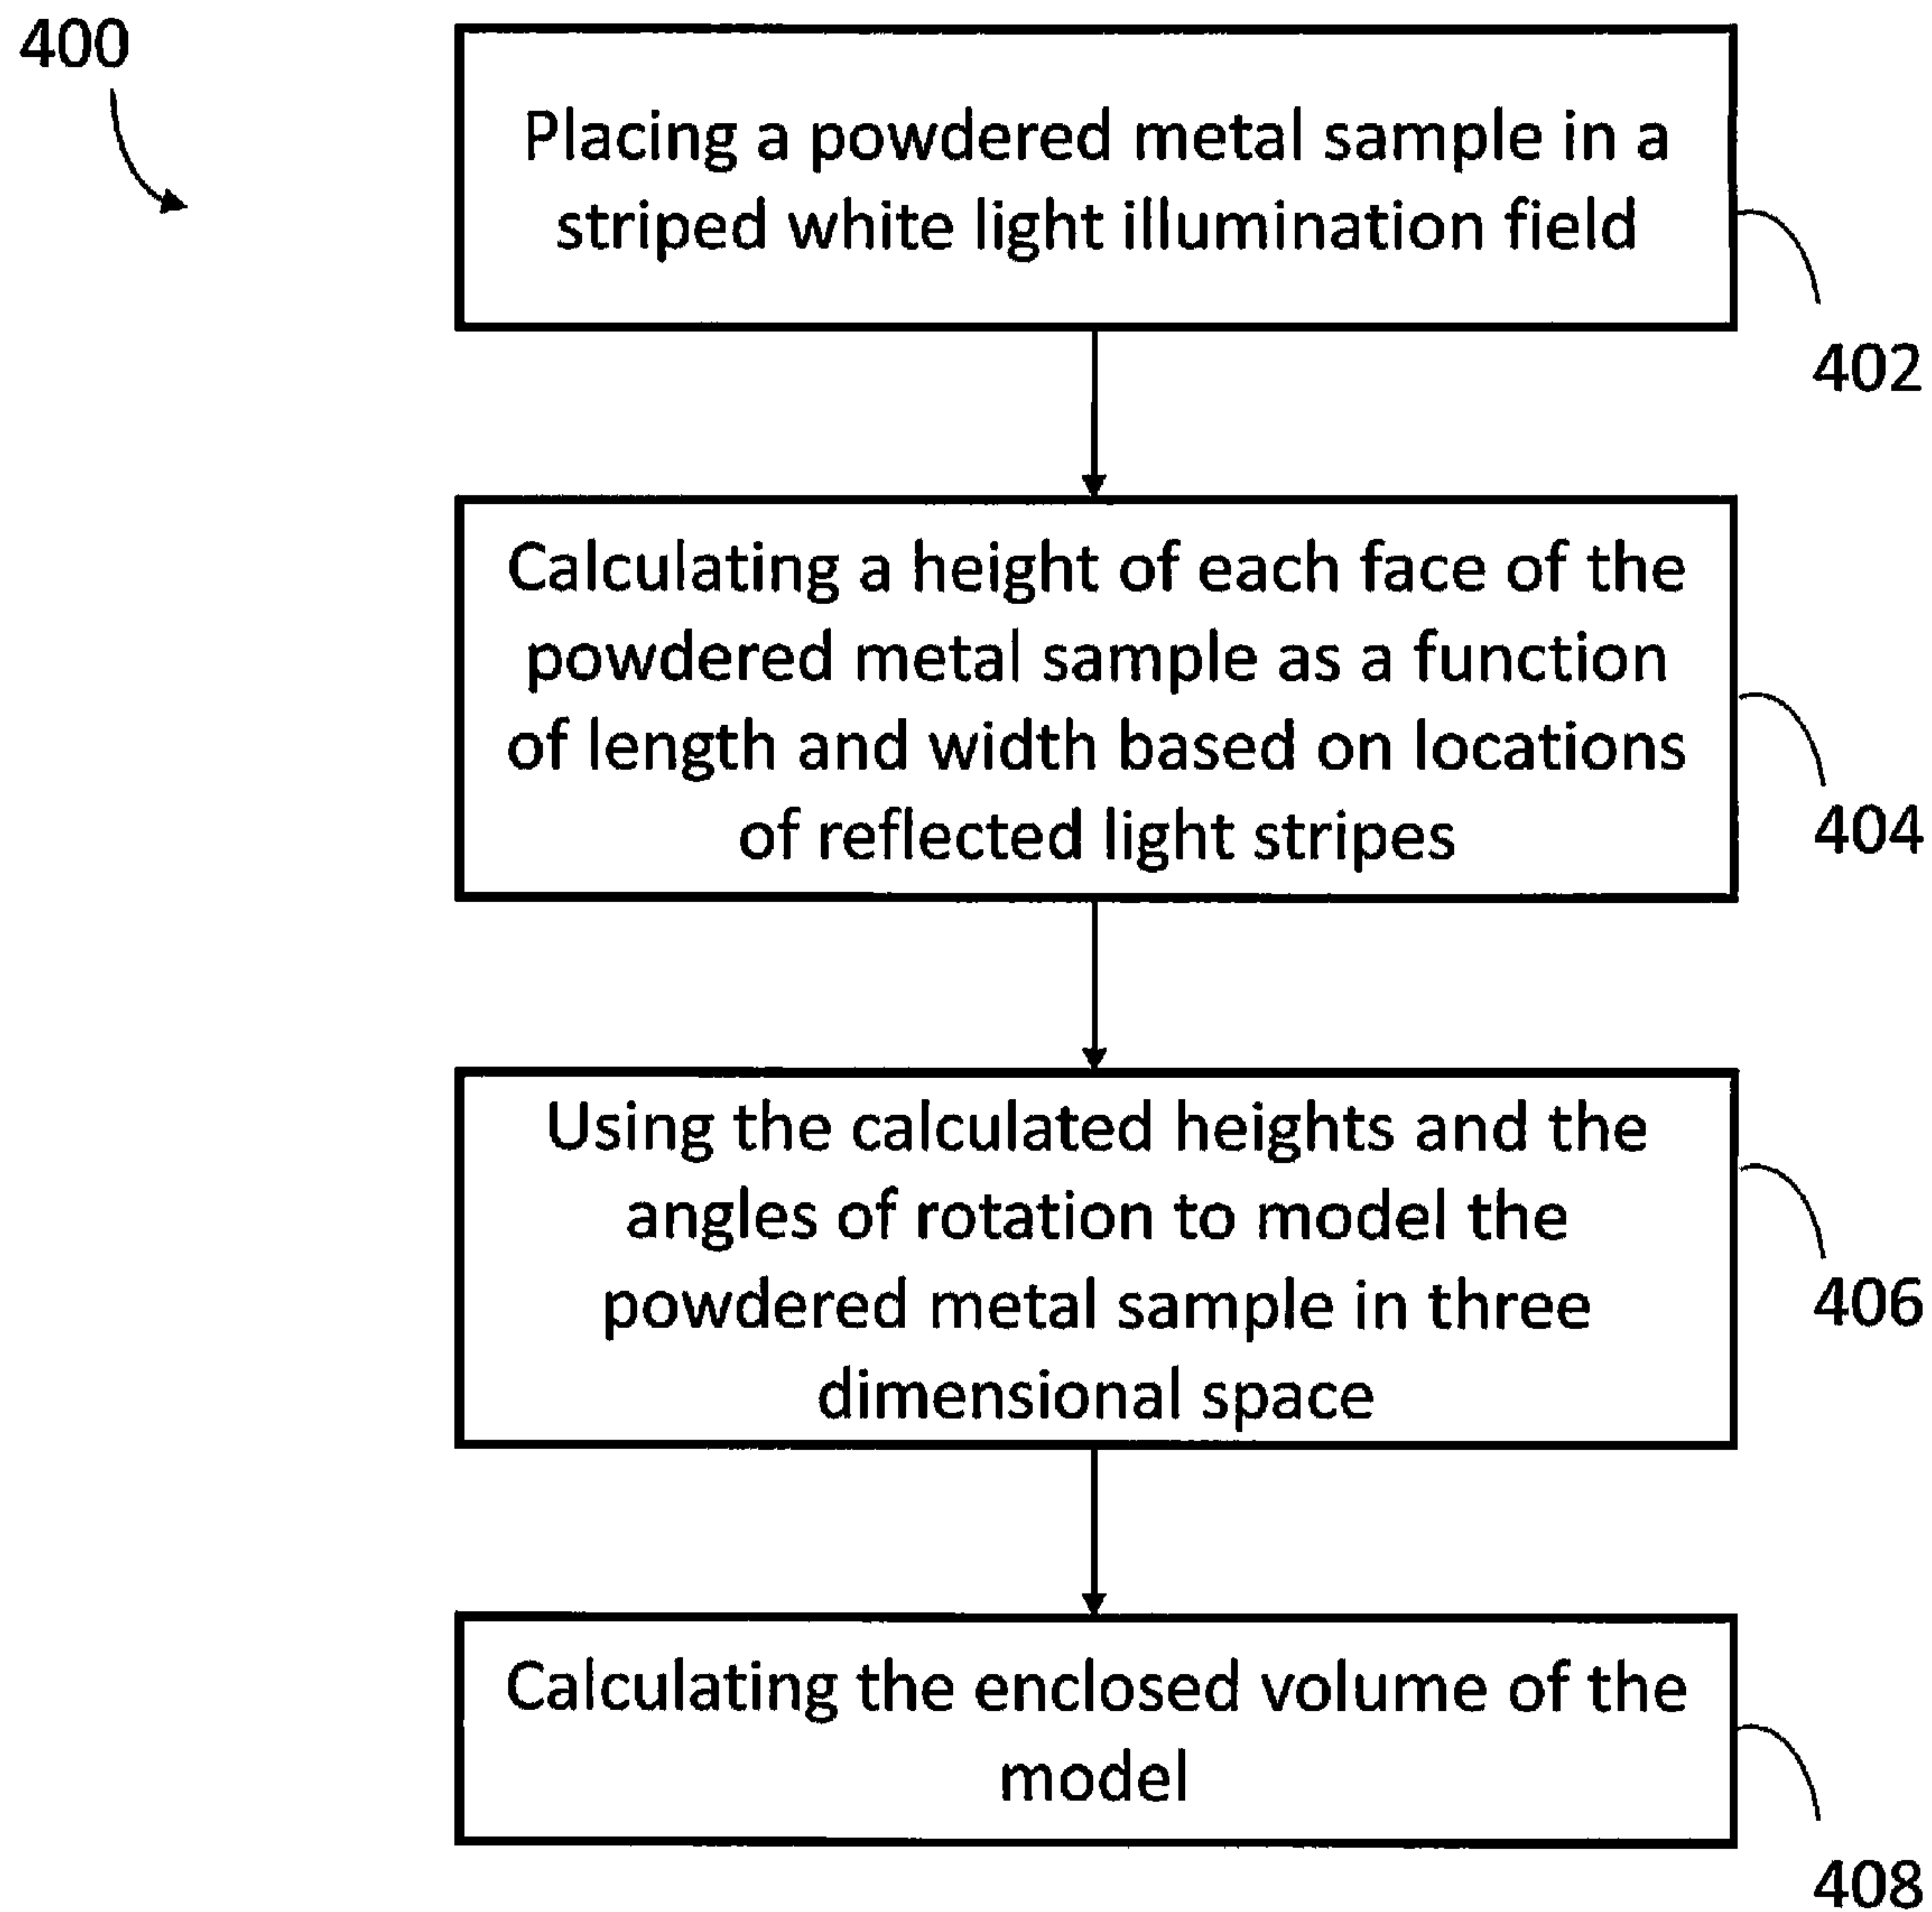 400
Placing a powdered metal sample in a
striped white light illumination field
402
Calculating a height of each face of the
powdered metal sample as a function
of length and width based on locations
of reflected light stripes
404
Using the calculated heights and the
angles of rotation to model the
powdered metal sample in three
dimensional space
406
Calculating the enclosed volume of the
model
408